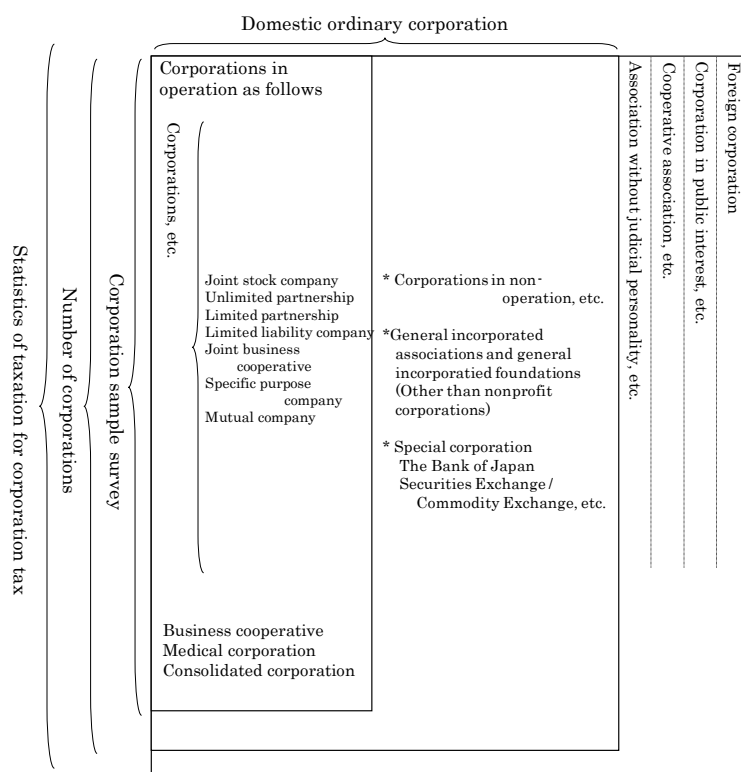 Domestic ordinary corporation
Statistics of taxation for corporation tax
Number of corporations
Corporation sample survey
Corporations in
operation as follows
Corporations, etc.
Joint stock company
Unlimited partnership
Limited partnership
Limited liability company
Joint business
cooperative
Specific purpose
company
Mutual company
Business cooperative
Medical corporation
Consolidated corporation
* Corporations in non-
operation, etc.
*General incorporated
associations and general
incorporatied foundations
(Other than nonprofit
corporations)
* Special corporation
The Bank of Japan
Securities Exchange /
Commodity Exchange, etc.
Association without judicial personality, etc.
Cooperative association, etc.
Corporation in public interest, etc.
Foreign corporation